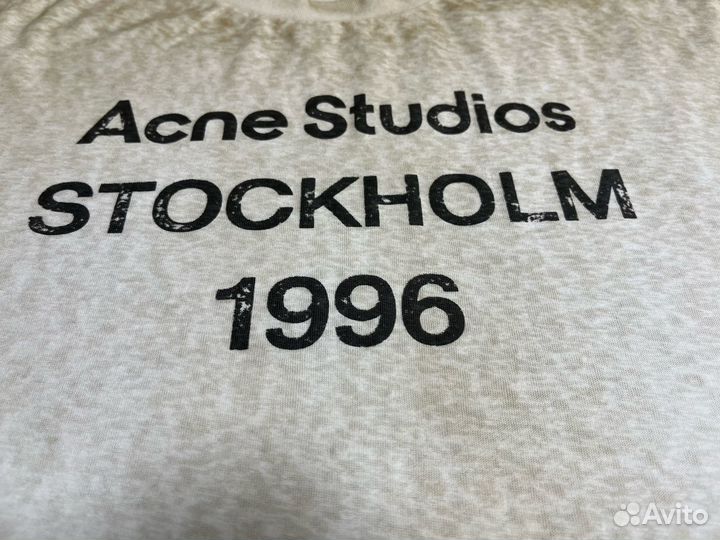 Acne Studios
STOCKHOLM
1996
Avito